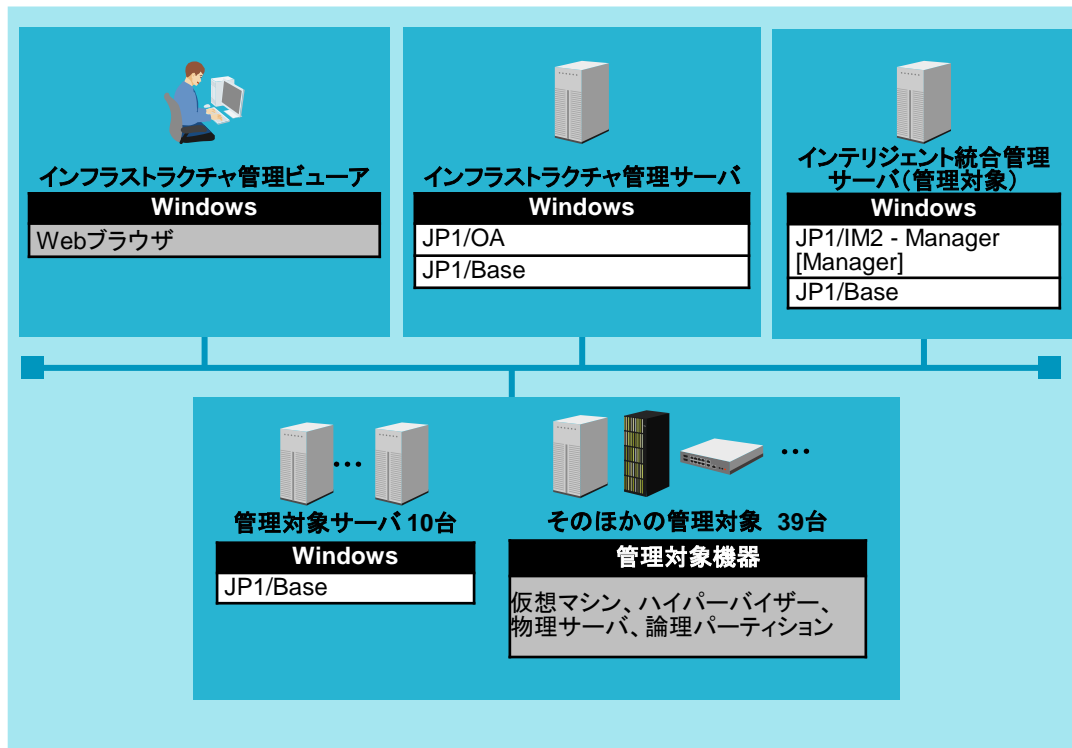 インフラストラクチャ管理ビューア
Windows
Webブラウザ
インフラストラクチャ管理サーバ
Windows
JP1/OA
JP1/Base
インテリジェント統合管理
サーバ(管理対象)
Windows
JP1/IM2 - Manager
[Manager]
JP1/Base
…
管理対象サーバ 10台
Windows
JP1/Base
…
そのほかの管理対象 39台
管理対象機器
仮想マシン、ハイパーバイザー、
物理サーバ、論理パーティション